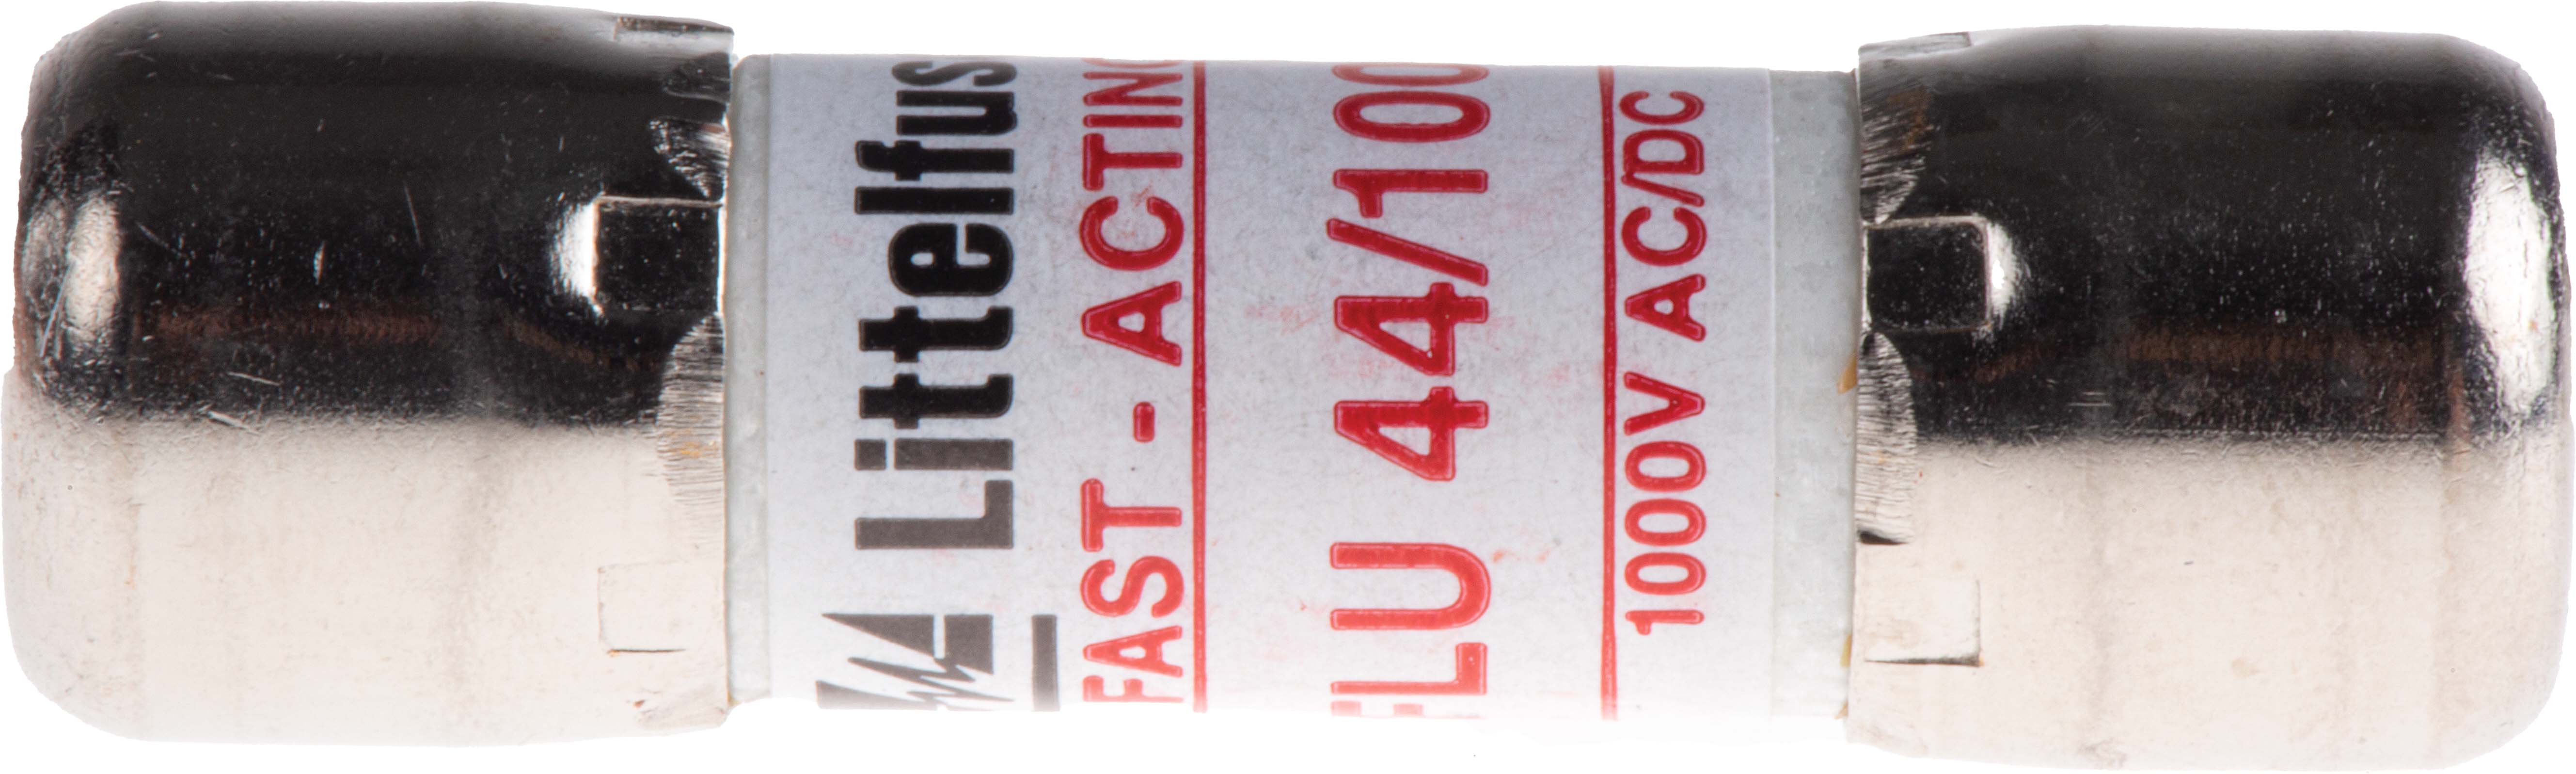 Littelfus
FAST - ACTING
FLU 44/100
1000V AC/DC